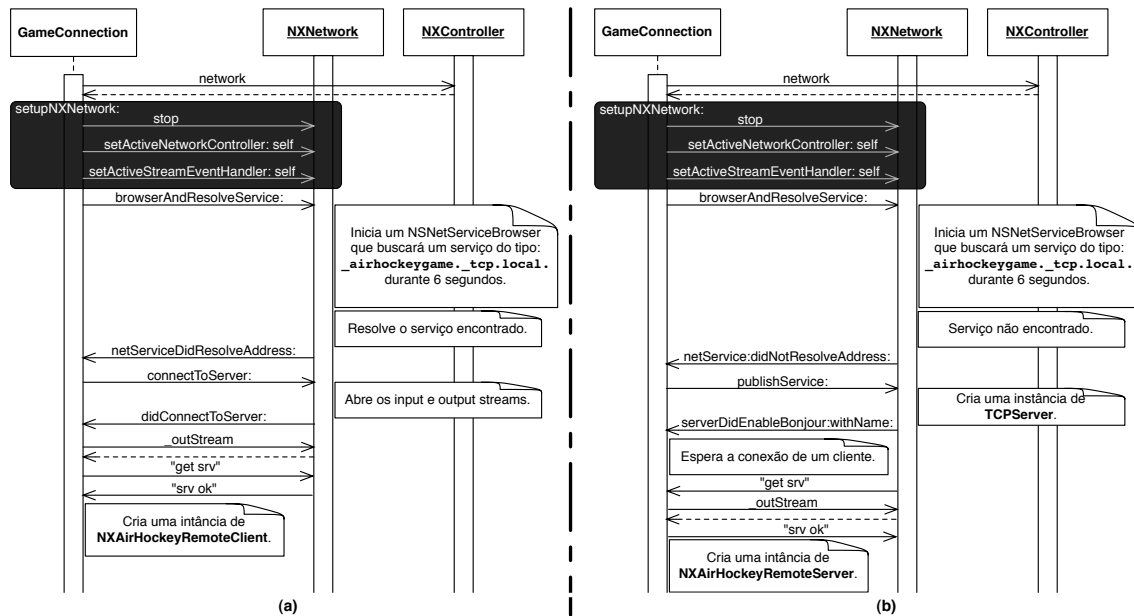 GameConnection
NXNetwork
NXController
network
setupNXNetwork:
stop
setActiveNetworkController: self
setActiveStreamEventHandler: self
browserAndResolveService:
Inicia um NSNetServiceBrowser
que buscará um serviço do tipo:
_airhockeygame._tcp.local.
durante 6 segundos.
Resolve o serviço encontrado.
netServiceDidResolveAddress:
connectToServer:
Abre os input e output streams.
didConnectToServer:
_outStream
"get srv"
"srv ok"
Cria uma intância de
NXAirHockeyRemoteClient.
(a)
GameConnection
NXNetwork
NXController
network
setupNXNetwork:
stop
setActiveNetworkController: self
setActiveStreamEventHandler: self
browserAndResolveService:
Inicia um NSNetServiceBrowser
que buscará um serviço do tipo:
_airhockeygame._tcp.local.
durante 6 segundos.
Serviço não encontrado.
netService:didNotResolveAddress:
publishService:
Cria uma instância de
TCPServer.
serverDidEnableBonjour:withName:
Espera a conexão de um cliente.
"get srv"
_outStream
"srv ok"
Cria uma intância de
NXAirHockeyRemoteServer.
(b)